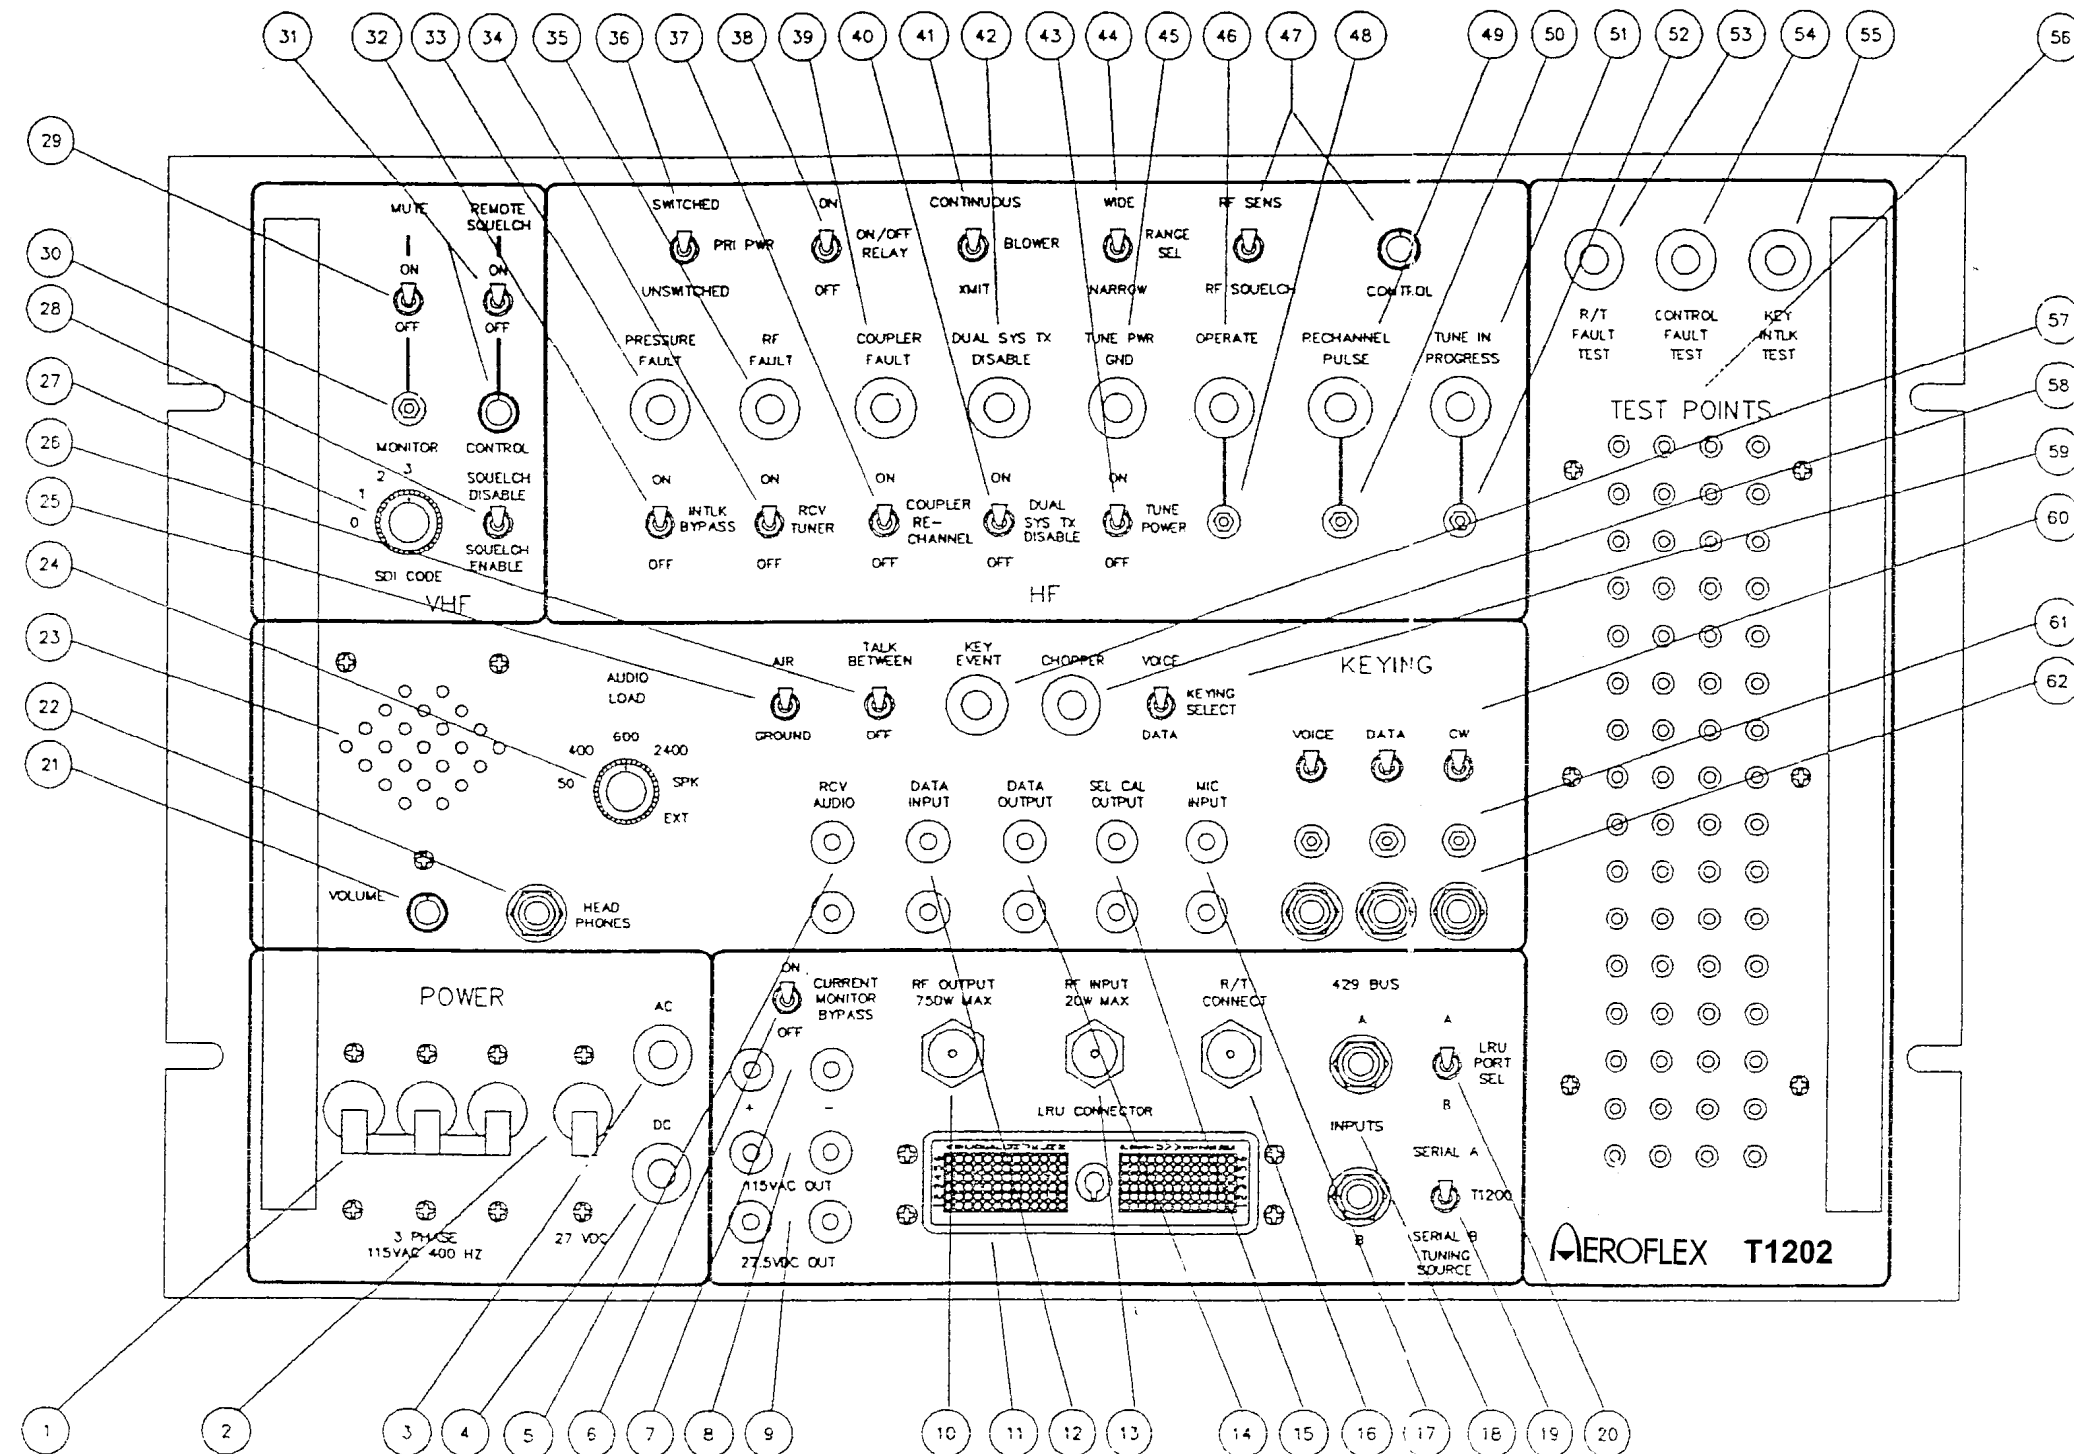 31 32 33 34 35 36 37 38 39 40 41 42 43 44 45 46 47 48 49 50 51 52 53 54 55 56
29
30
28
27
26
25
24
23
22
21
57
58
59
60
61
62
MUTE
ON
OFF
MONITOR
REMOTE
SQUELCH
ON
OFF
CONTROL
0 1 2 3
SDI CODE
SQUELCH
DISABLE
SQUELCH
ENABLE
VHF
SWITCHED
PRI PWR
UNSWITCHED
ON
ON/OFF
RELAY
OFF
CONTINUOUS
BLOWER
XMIT
WIDE
RANGE
SEL
NARROW
RF SENS
RF SQUELCH
CONTROL
PRESSURE
FAULT
RF
FAULT
COUPLER
FAULT
DUAL SYS TX
DISABLE
TUNE PWR
GND
OPERATE
RECHANNEL
PULSE
TUNE IN
PROGRESS
ON
INTLK
BYPASS
OFF
ON
RCV
TUNER
OFF
ON
COUPLER
RE-
CHANNEL
OFF
ON
DUAL
SYS TX
DISABLE
OFF
ON
TUNE
POWER
OFF
HF
R/T
FAULT
TEST
CONTROL
FAULT
TEST
KEY
INTLK
TEST
TEST POINTS
AUDIO
LOAD
50 400 600 2400 SPK EXT
VOLUME
HEAD
PHONES
AIR
GROUND
TALK
BETWEEN
OFF
KEY
EVENT
CHOPPER
VOICE
KEYING
SELECT
DATA
KEYING
VOICE DATA CW
RCV
AUDIO
DATA
INPUT
DATA
OUTPUT
SEL CAL
OUTPUT
MIC
INPUT
POWER
AC
DC
3 PHASE
115VAC 400 HZ
27 VDC
ON
CURRENT
MONITOR
BYPASS
OFF
+ -
115VAC OUT
27.5VDC OUT
RF OUTPUT
750W MAX
RF INPUT
20W MAX
R/T
CONNECT
LRU CONNECTOR
429 BUS
A
INPUTS
B
A
LRU
PORT
SEL
B
SERIAL A
T1200
SERIAL B
TUNING
SOURCE
AEROFLEX T1202
1 2 3 4 5 6 7 8 9 10 11 12 13 14 15 16 17 18 19 20